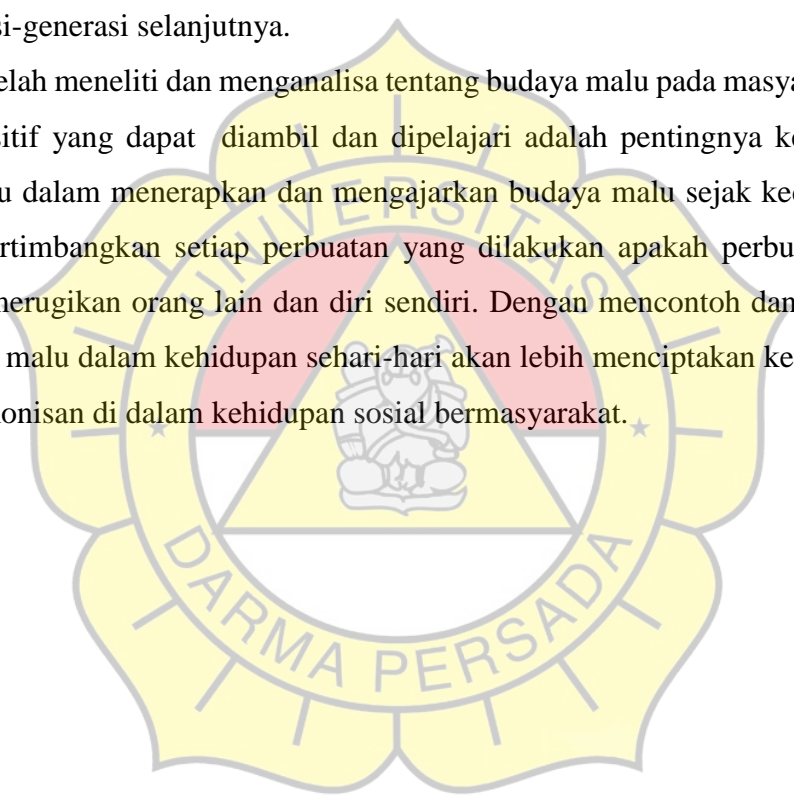 si-generasi selanjutnya.
elah meneliti dan menganalisa tentang budaya malu pada masya
sitif yang dapat diambil dan dipelajari adalah pentingnya ke
u dalam menerapkan dan mengajarkan budaya malu sejak kec
ertimbangkan setiap perbuatan yang dilakukan apakah perbu
nerugikan orang lain dan diri sendiri. Dengan mencontoh dan
malu dalam kehidupan sehari-hari akan lebih menciptakan ke
onisan di dalam kehidupan sosial bermasyarakat.
UNIVERSITAS
DARMA PERSADA